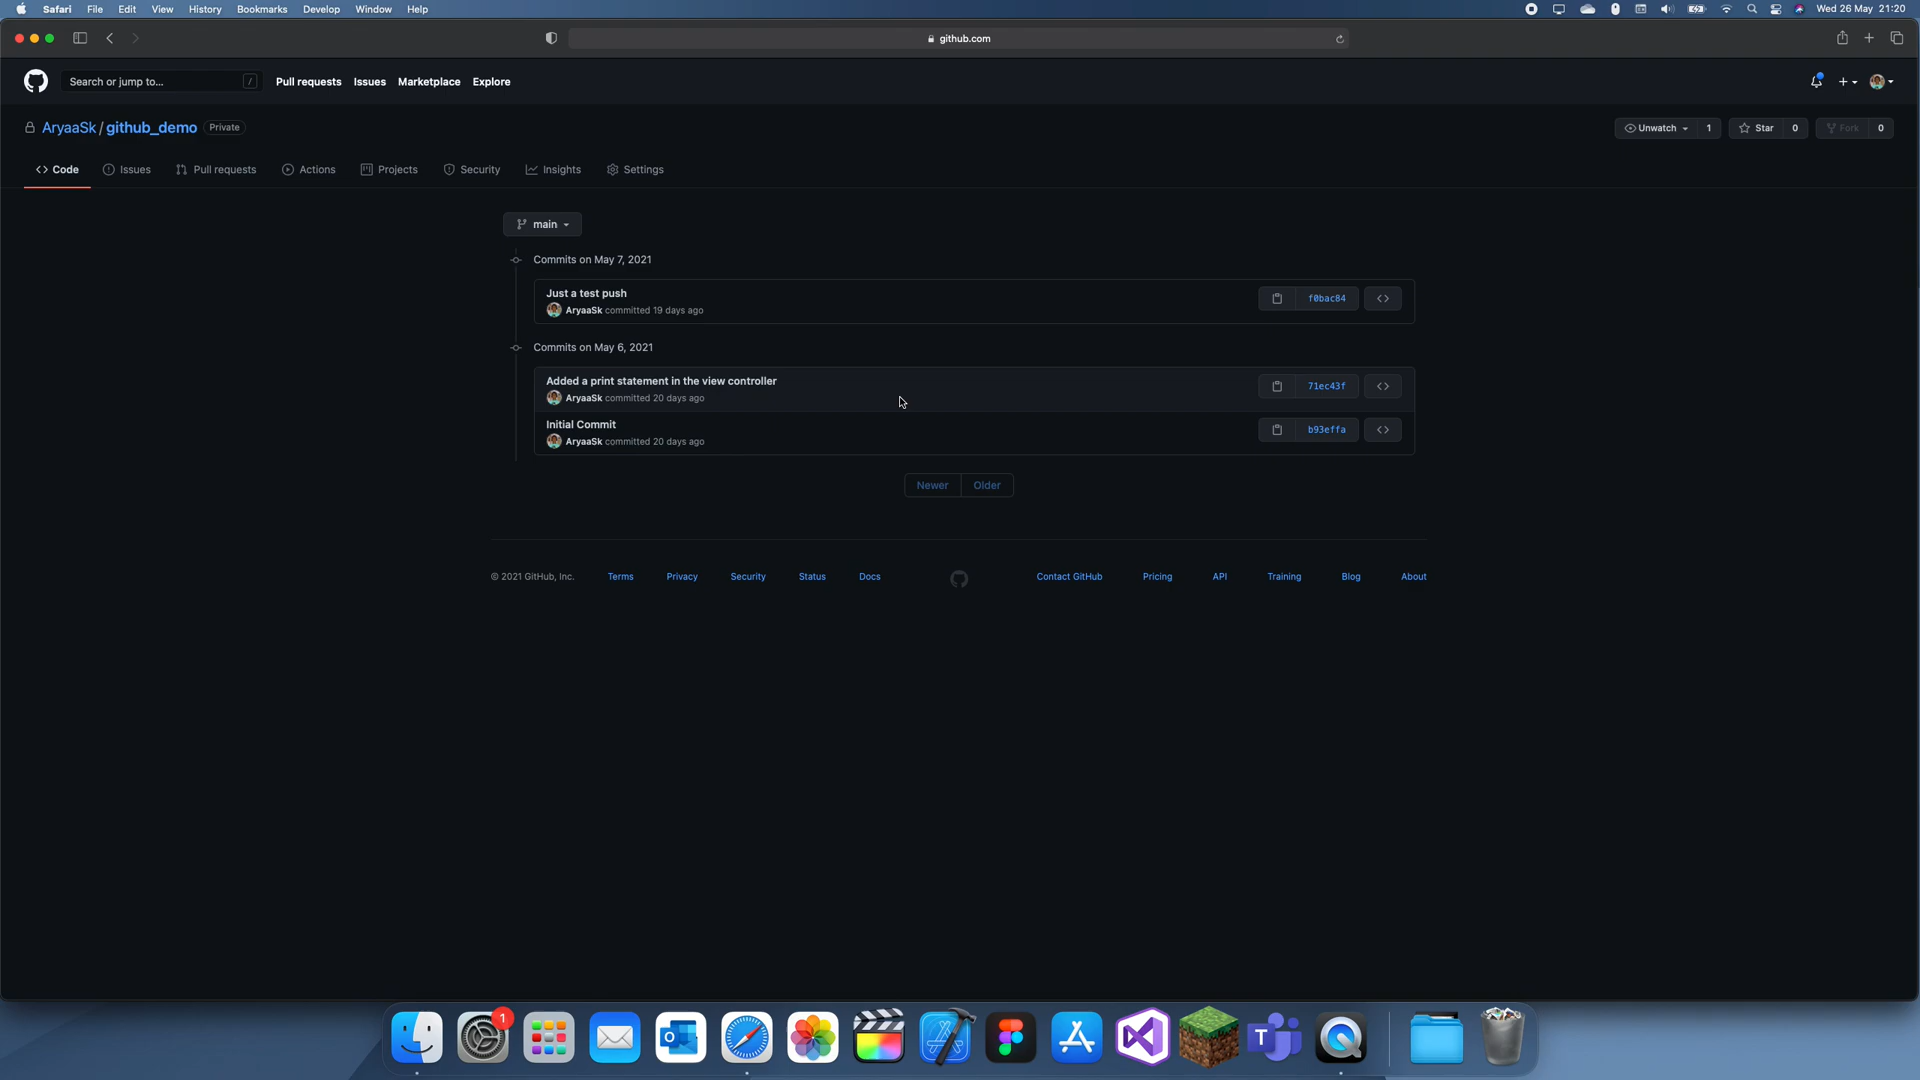 Safari File Edit View History Bookmarks Develop Window Help Wed 26 May 21:20
github.com
Search or jump to... / Pull requests Issues Marketplace Explore
AryaaSk / github_demo Private Unwatch 1 Star 0 Fork 0
Code Issues Pull requests Actions Projects Security Insights Settings
main
Commits on May 7, 2021
Just a test push
AryaaSk committed 19 days ago
f0bac84
Commits on May 6, 2021
Added a print statement in the view controller
AryaaSk committed 20 days ago
71ec43f
Initial Commit
AryaaSk committed 20 days ago
b93effa
Newer Older
© 2021 GitHub, Inc. Terms Privacy Security Status Docs Contact GitHub Pricing API Training Blog About
1